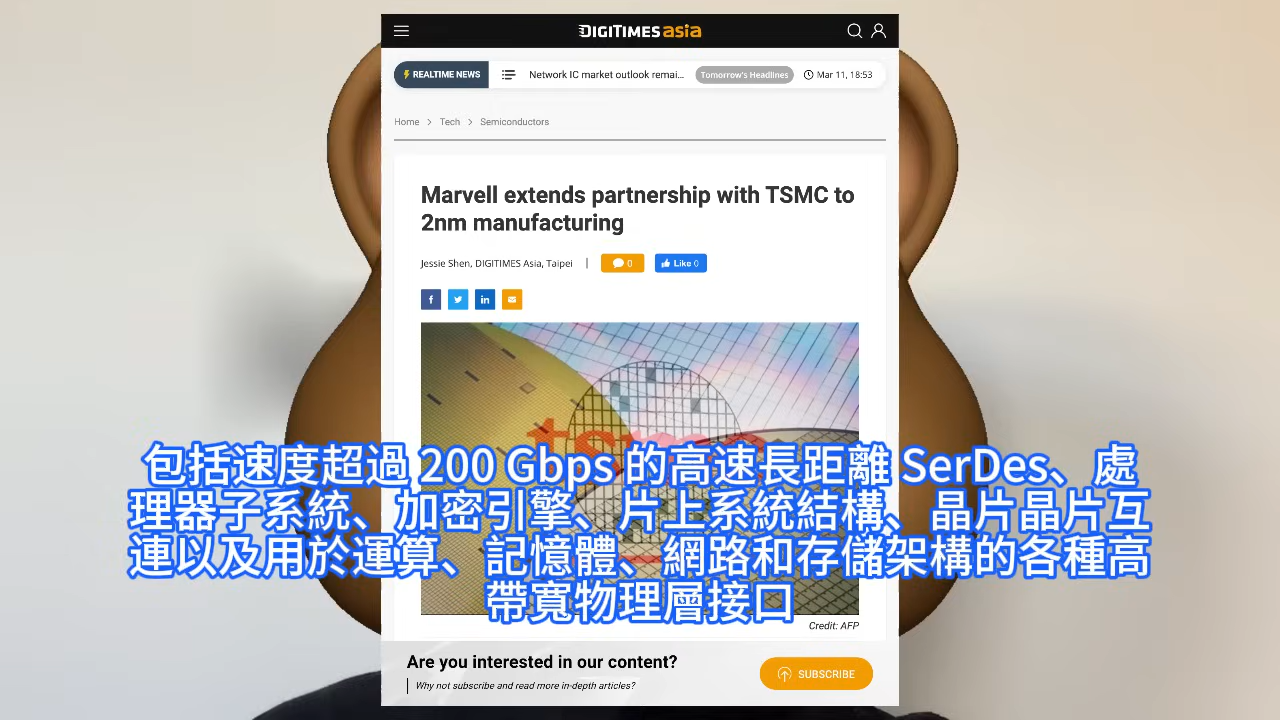 DIGITIMES asia
REALTIME NEWS
Network IC market outlook remai...
Tomorrow's Headlines
Mar 11, 18:53
Home > Tech > Semiconductors
Marvell extends partnership with TSMC to
2nm manufacturing
Jessie Shen, DIGITIMES Asia, Taipei | 0 Like 0
tsmc
包括速度超過 200 Gbps 的高速長距離 SerDes、處
理器子系統、加密引擎、片上系統結構、晶片晶片互
連以及用於運算、記憶體、網路和存儲架構的各種高
帶寬物理層接口
Credit: AFP
Are you interested in our content?
Why not subscribe and read more in-depth articles?
SUBSCRIBE